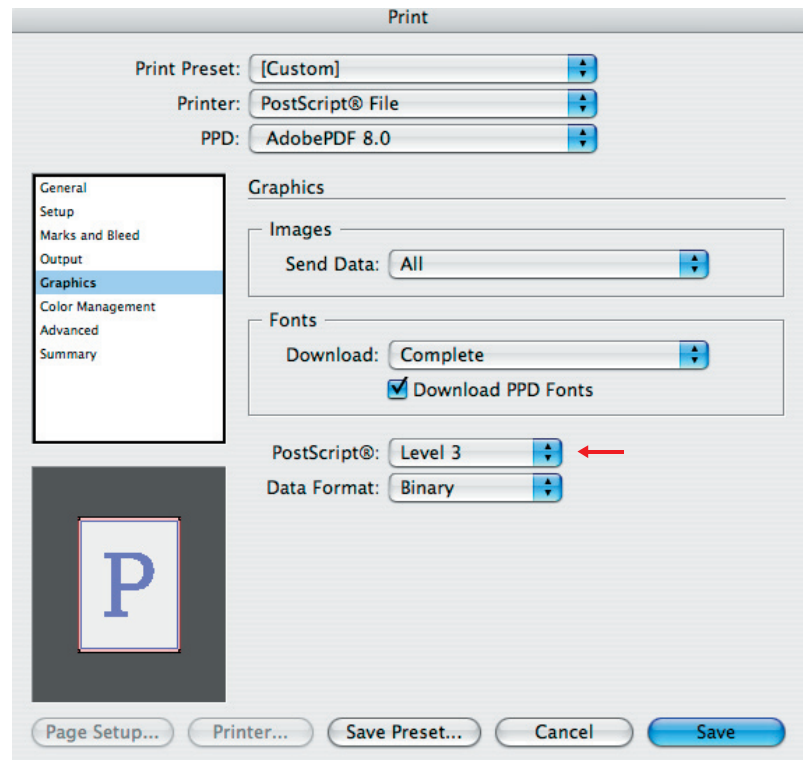 Print
Print Preset: [Custom]
Printer: PostScript® File
PPD: AdobePDF 8.0
General
Setup
Marks and Bleed
Output
Graphics
Color Management
Advanced
Summary
Graphics
Images
Send Data: All
Fonts
Download: Complete
Download PPD Fonts
PostScript®: Level 3
Data Format: Binary
P
Page Setup... Printer... Save Preset... Cancel Save